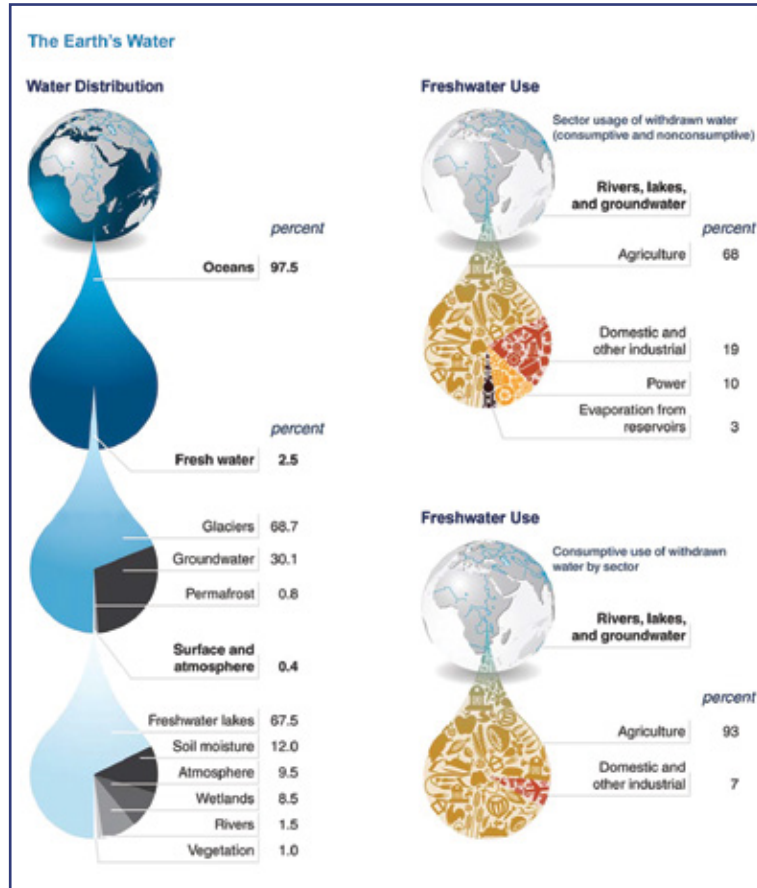 The Earth's Water
Water Distribution
percent
Oceans 97.5
percent
Fresh water 2.5
Glaciers 68.7
Groundwater 30.1
Permafrost 0.8
Surface and
atmosphere 0.4
Freshwater lakes 67.5
Soil moisture 12.0
Atmosphere 9.5
Wetlands 8.5
Rivers 1.5
Vegetation 1.0
Freshwater Use
Sector usage of withdrawn water
(consumptive and nonconsumptive)
Rivers, lakes,
and groundwater
percent
Agriculture 68
Domestic and
other industrial 19
Power 10
Evaporation from
reservoirs 3
Freshwater Use
Consumptive use of withdrawn
water by sector
Rivers, lakes,
and groundwater
percent
Agriculture 93
Domestic and
other industrial 7